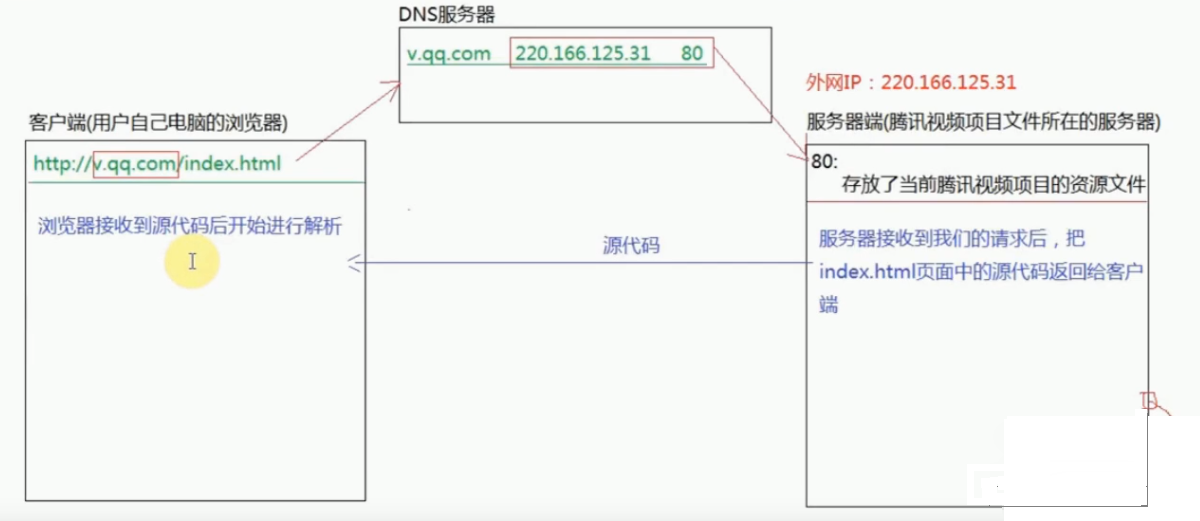 DNS服务器
v.qq.com 220.166.125.31 80
外网IP：220.166.125.31
客户端(用户自己电脑的浏览器)
服务器端(腾讯视频项目文件所在的服务器)
http://v.qq.com/index.html
80:
存放了当前腾讯视频项目的资源文件
浏览器接收到源代码后开始进行解析
源代码
服务器接收到我们的请求后，把
index.html页面中的源代码返回给客户
端